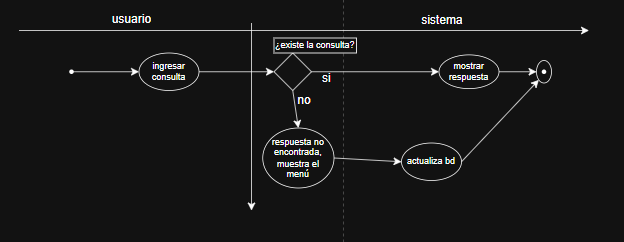 usuario
sistema
¿existe la consulta?
ingresar
consulta
si
mostrar
respuesta
no
respuesta no
encontrada,
muestra el
menú
actualiza bd